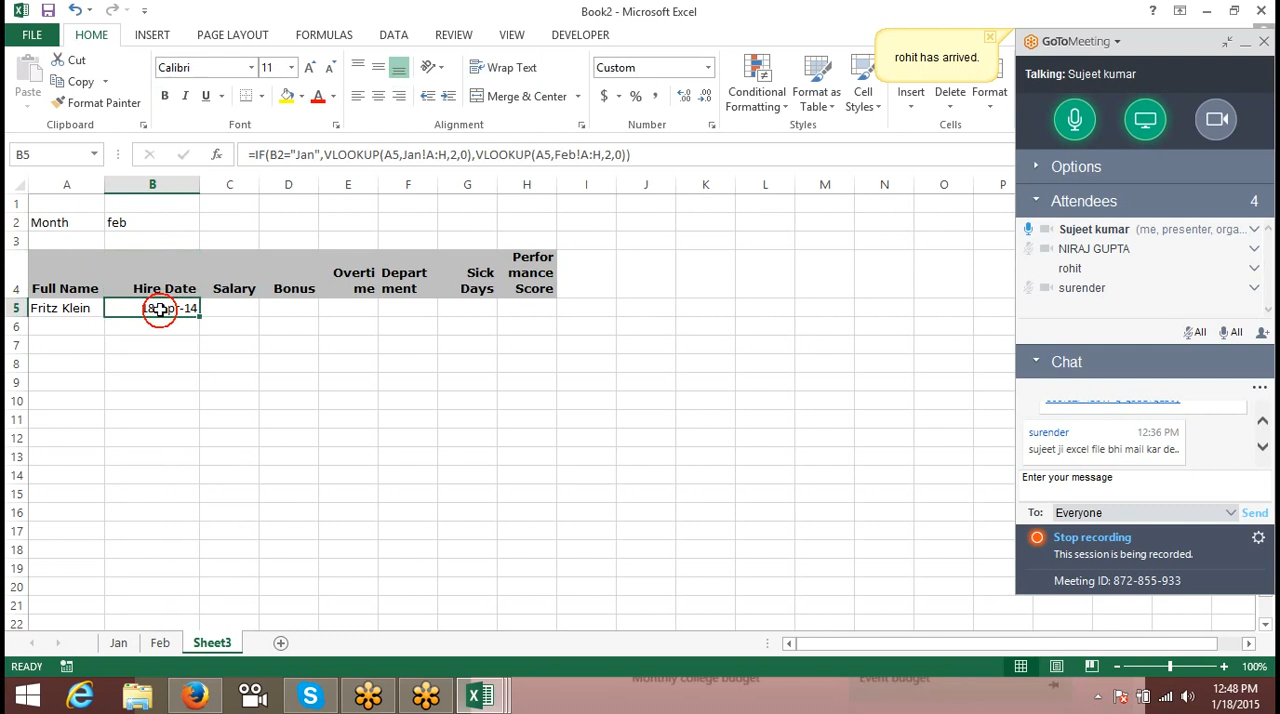 Book2 - Microsoft Excel
FILE HOME INSERT PAGE LAYOUT FORMULAS DATA REVIEW VIEW DEVELOPER
rohit has arrived.
Paste
Cut
Copy
Format Painter
Clipboard
Calibri 11
B I U
Font
Wrap Text
Merge & Center
Alignment
Custom
$ % ,
Number
Conditional Formatting
Format as Table
Cell Styles
Styles
Insert Delete Format
Cells
B5 =IF(B2="Jan",VLOOKUP(A5,Jan!A:H,2,0),VLOOKUP(A5,Feb!A:H,2,0))
A B C D E F G H I J K L M N O P
1
2 Month feb
3
4 Full Name Hire Date Salary Bonus Overti me Depart ment Sick Days Perfor mance Score
5 Fritz Klein
6
7
8
9
10
11
12
13
14
15
16
17
18
19
20
21
22
Jan Feb Sheet3
READY 100%
GoToMeeting
Talking: Sujeet kumar
Options
Attendees 4
Sujeet kumar (me, presenter, orga...
NIRAJ GUPTA
rohit
surender
All All
Chat
surender 12:36 PM
sujeet ji excel file bhi mail kar de..
Enter your message
To: Everyone Send
Stop recording
This session is being recorded.
Meeting ID: 872-855-933
Monthly college budget Event budget
12:48 PM
1/18/2015